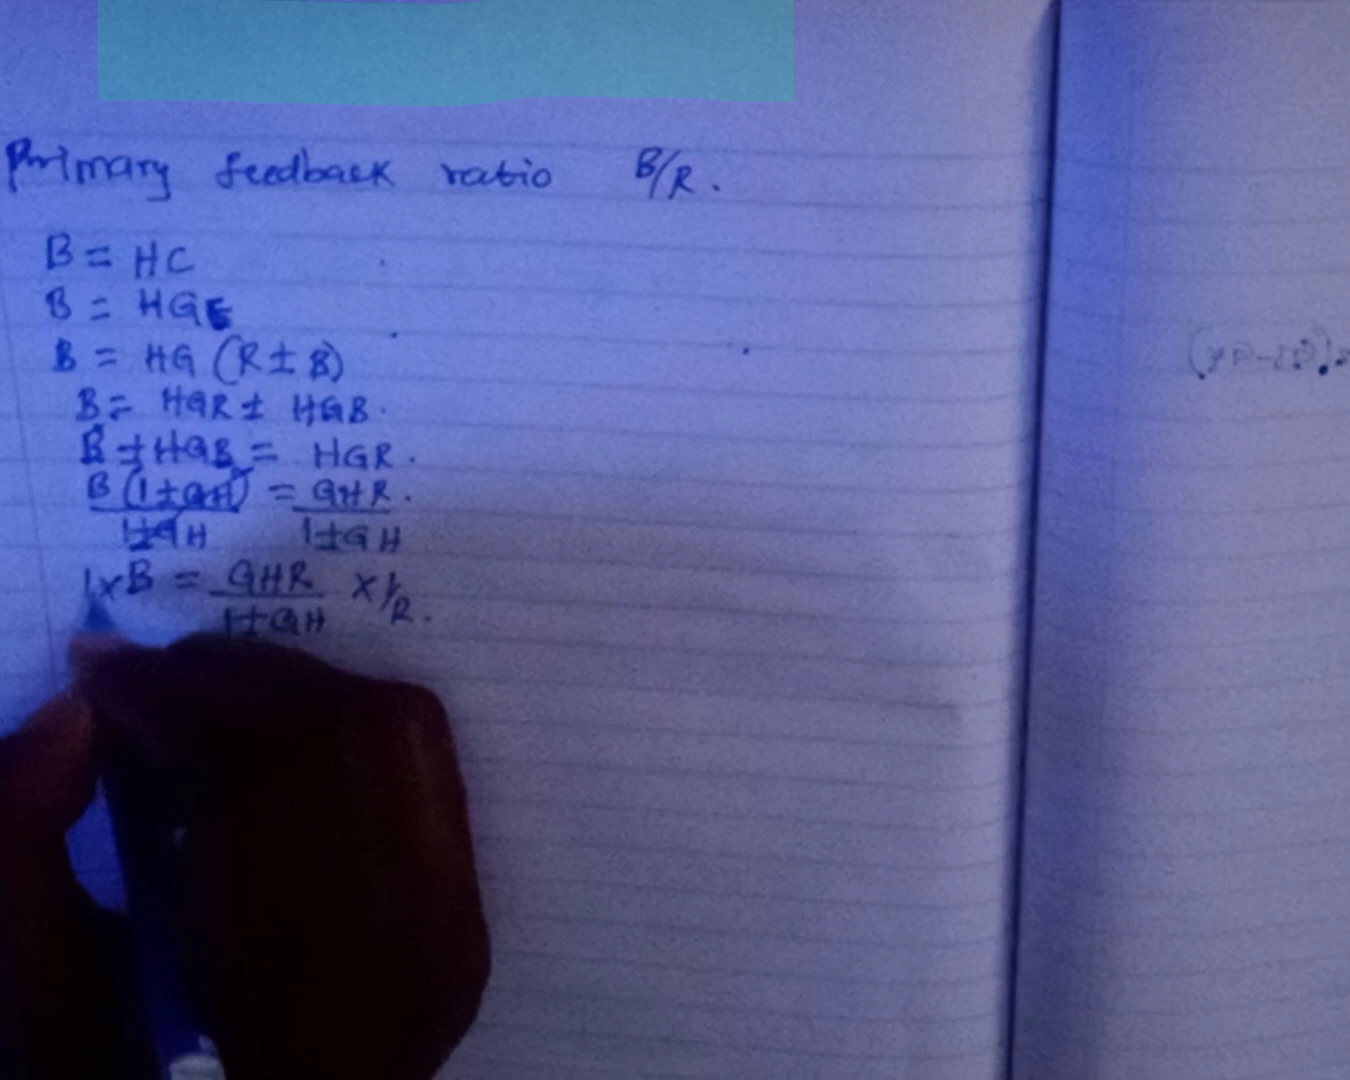 Primary feedback ratio B/R.
B = HC
B = HGE
B = HG (R ± B)
B = HGR ± HGB.
B ± HGB = HGR.
B (1 ± GH) = GHR.
1±GH 1±GH
1 x B = GHR x 1/R.
1±GH